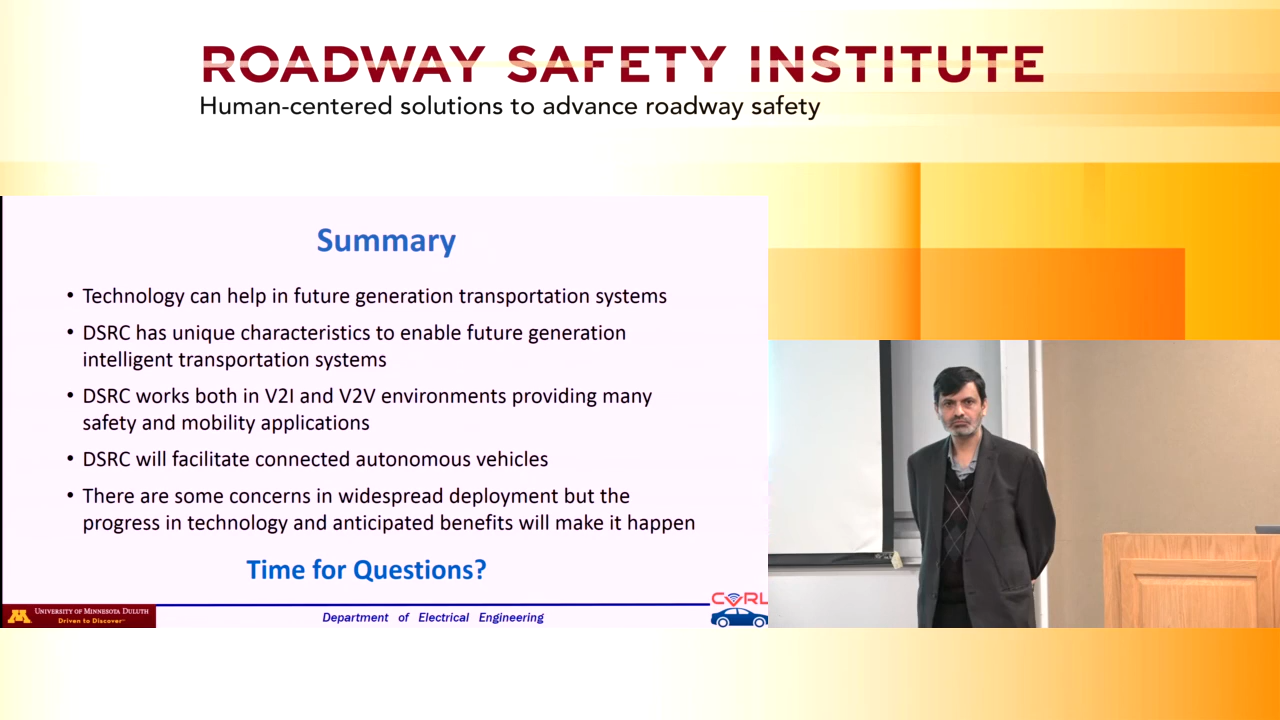 ROADWAY SAFETY INSTITUTE
Human-centered solutions to advance roadway safety
Summary
• Technology can help in future generation transportation systems
• DSRC has unique characteristics to enable future generation
intelligent transportation systems
• DSRC works both in V2I and V2V environments providing many
safety and mobility applications
• DSRC will facilitate connected autonomous vehicles
• There are some concerns in widespread deployment but the
progress in technology and anticipated benefits will make it happen
Time for Questions?
UNIVERSITY OF MINNESOTA DULUTH
Driven to Discover™
Department of Electrical Engineering
CVRL